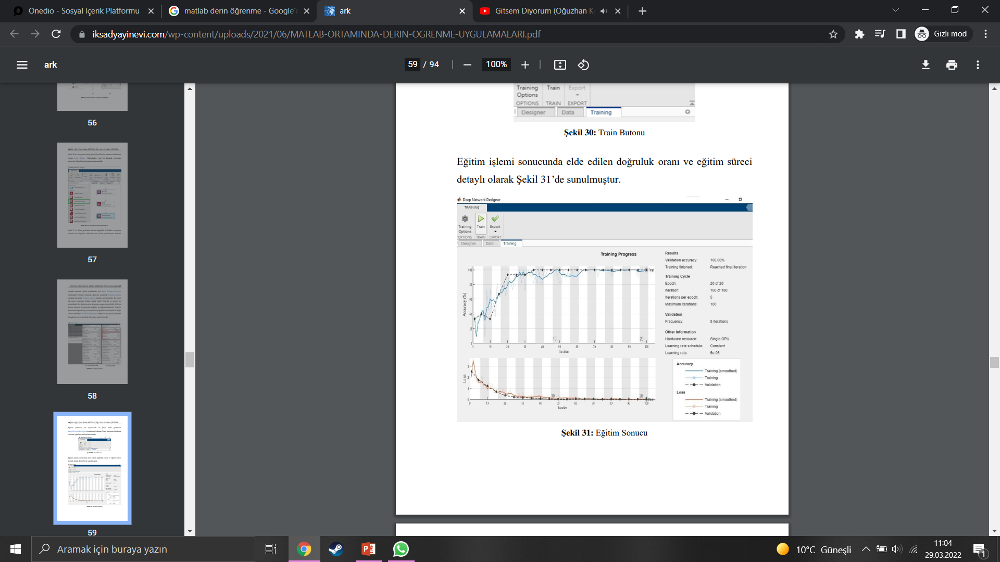 Onedio - Sosyal İçerik Platformu
matlab derin öğrenme - Google'
ark
Gitsem Diyorum (Oğuzhan K
iksadyayinevi.com/wp-content/uploads/2021/06/MATLAB-ORTAMINDA-DERIN-OGRENME-UYGULAMALARI.pdf
Gizli mod
ark
59 / 94
100%
56
57
58
59
Training Options
Train
Export
OPTIONS TRAIN EXPORT
Designer Data Training
Şekil 30: Train Butonu
Eğitim işlemi sonucunda elde edilen doğruluk oranı ve eğitim süreci
detaylı olarak Şekil 31’de sunulmuştur.
Deep Network Designer
TRAINING
Training Options
Train
Export
OPTIONS TRAIN EXPORT
Designer Data Training
Training Progress
Accuracy (%)
100
80
60
40
20
0
10
20
Final
0 10 20 30 40 50 60 70 80 90 100
Iteration
Loss
3
2
1
0
10
20
Final
0 10 20 30 40 50 60 70 80 90 100
Iteration
Results
Validation accuracy: 100.00%
Training finished: Reached final iteration
Training Cycle
Epoch: 20 of 20
Iteration: 100 of 100
Iterations per epoch: 5
Maximum iterations: 100
Validation
Frequency: 5 iterations
Other Information
Hardware resource: Single GPU
Learning rate schedule: Constant
Learning rate: 5e-05
Accuracy
Training (smoothed)
Training
Validation
Loss
Training (smoothed)
Training
Validation
Şekil 31: Eğitim Sonucu
Aramak için buraya yazın
10°C Güneşli
11:04
29.03.2022
1